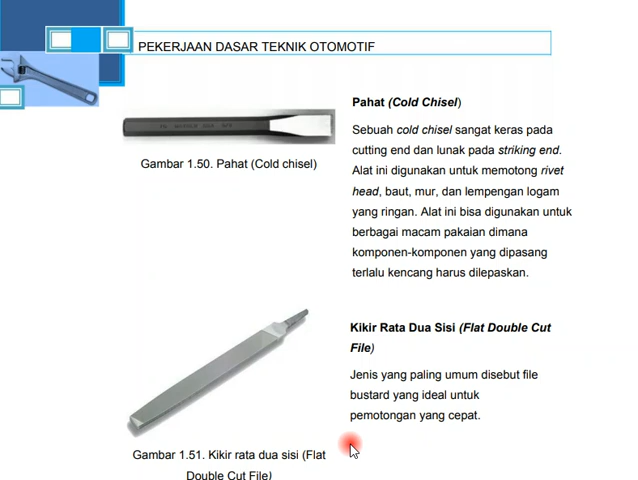 PEKERJAAN DASAR TEKNIK OTOMOTIF
Pahat (Cold Chisel)
Sebuah cold chisel sangat keras pada
cutting end dan lunak pada striking end.
Alat ini digunakan untuk memotong rivet
head, baut, mur, dan lempengan logam
yang ringan. Alat ini bisa digunakan untuk
berbagai macam pakaian dimana
komponen-komponen yang dipasang
terlalu kencang harus dilepaskan.
Gambar 1.50. Pahat (Cold chisel)
Kikir Rata Dua Sisi (Flat Double Cut
File)
Jenis yang paling umum disebut file
bustard yang ideal untuk
pemotongan yang cepat.
Gambar 1.51. Kikir rata dua sisi (Flat
Double Cut File)